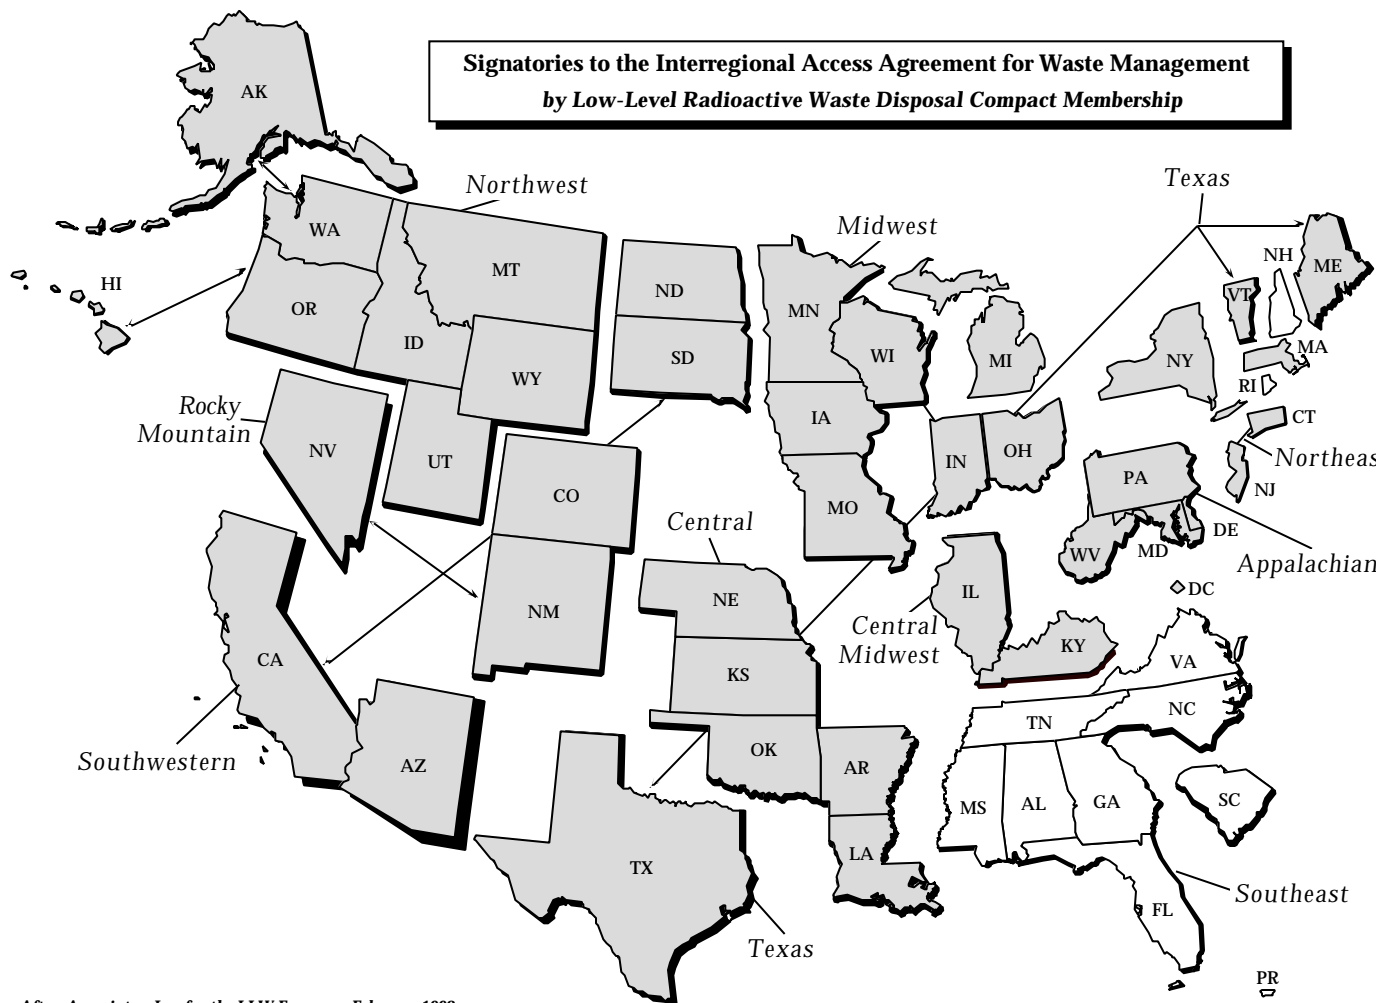 Signatories to the Interregional Access Agreement for Waste Management
by Low-Level Radioactive Waste Disposal Compact Membership
AK
Northwest
Texas
WA
Midwest
NH
ME
HI
MT
ND
MN
VT
OR
ID
SD
WI
MI
NY
MA
WY
RI
Rocky
Mountain
NV
UT
IA
IN
OH
CT
Northeas
CO
MO
PA
NJ
Central
DE
WV
MD
Appalachian
NM
NE
IL
DC
Central
Midwest
KY
CA
KS
VA
TN
NC
Southwestern
AZ
OK
AR
MS
AL
GA
SC
TX
LA
Southeast
FL
Texas
PR